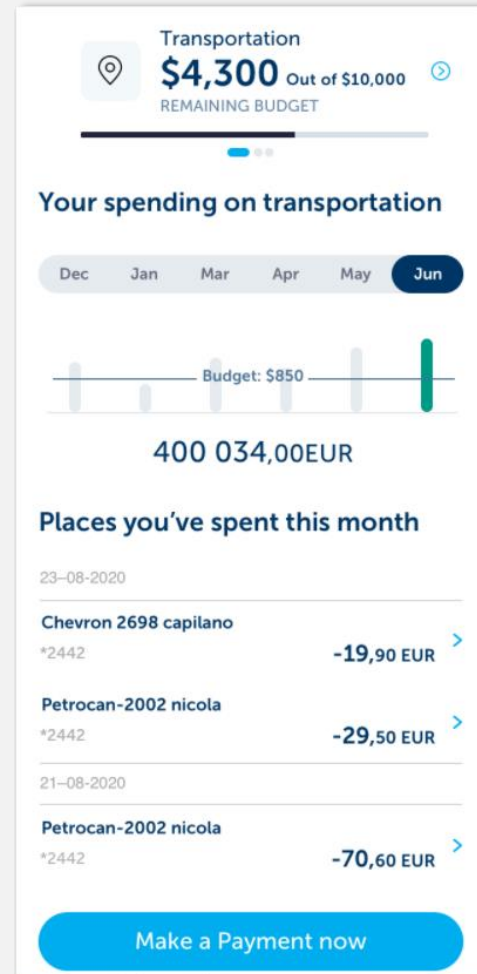 Transportation
$4,300 Out of $10,000
REMAINING BUDGET
Your spending on transportation
Dec Jan Mar Apr May Jun
Budget: $850
400 034,00EUR
Places you’ve spent this month
23–08-2020
Chevron 2698 capilano
*2442 -19,90 EUR
Petrocan-2002 nicola
*2442 -29,50 EUR
21–08-2020
Petrocan-2002 nicola
*2442 -70,60 EUR
Make a Payment now